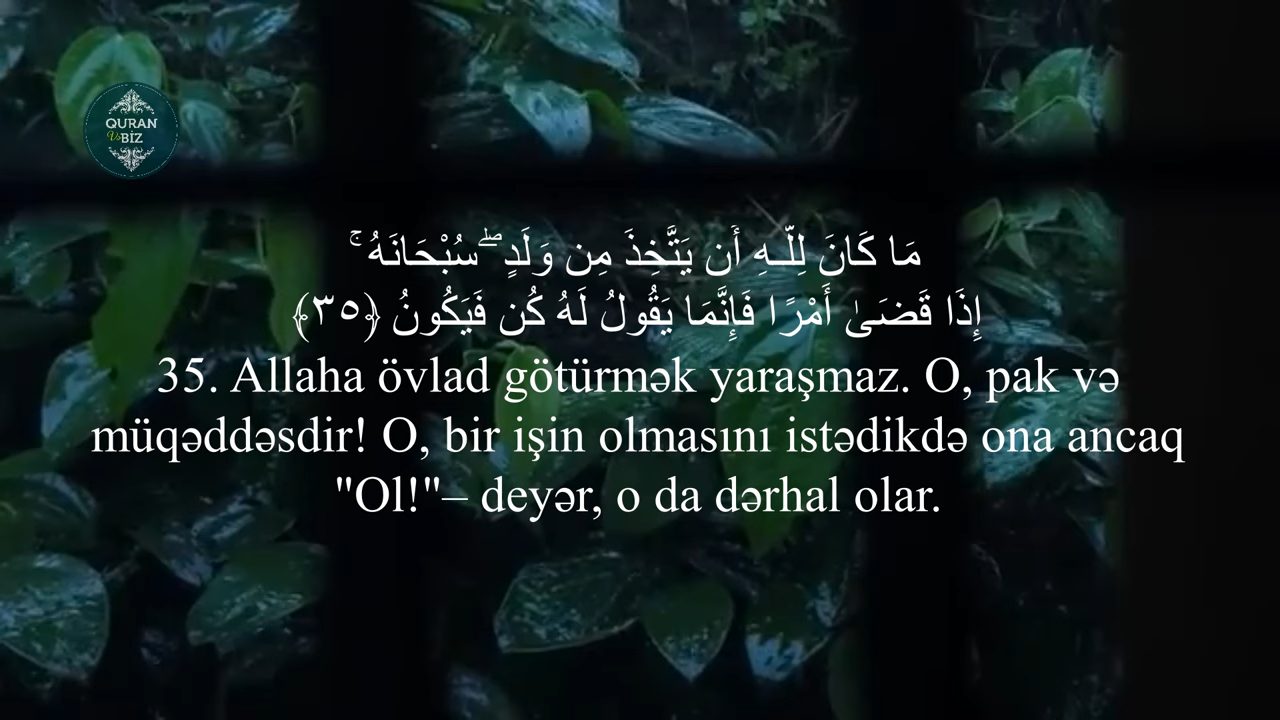 QURAN
Və BİZ
مَا كَانَ لِلَّـهِ أَن يَتَّخِذَ مِن وَلَدٍ ۖ سُبْحَانَهُ ۚ
إِذَا قَضَىٰ أَمْرًا فَإِنَّمَا يَقُولُ لَهُ كُن فَيَكُونُ ﴿٣٥﴾
35. Allaha övlad götürmək yaraşmaz. O, pak və
müqəddəsdir! O, bir işin olmasını istədikdə ona ancaq
"Ol!"– deyər, o da dərhal olar.